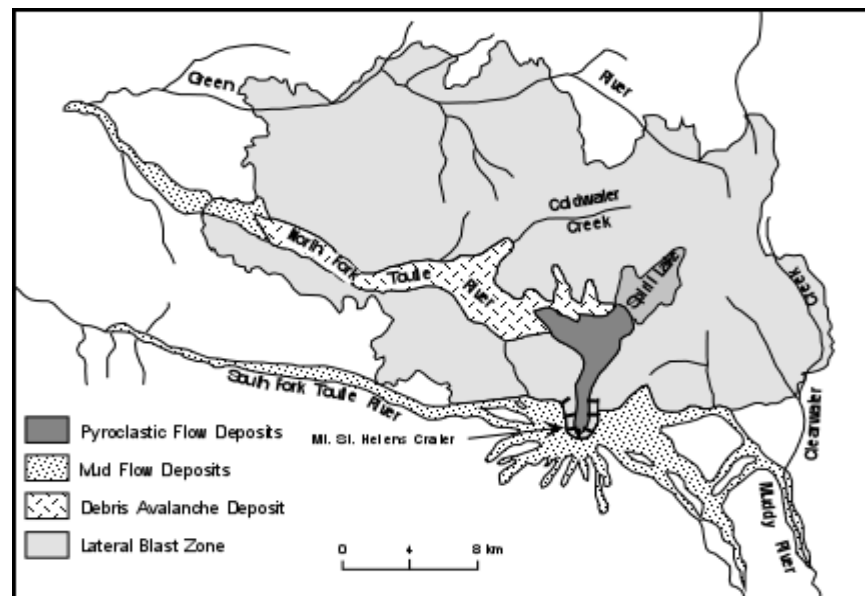 Green
River
Coldwater
Creek
North Fork
Toutle
River
Spirit Lake
Creek
Clearwater
South Fork Toutle
River
Mt. St. Helens Crater
Muddy
River
Pyroclastic Flow Deposits
Mud Flow Deposits
Debris Avalanche Deposit
Lateral Blast Zone
0 4 8 km